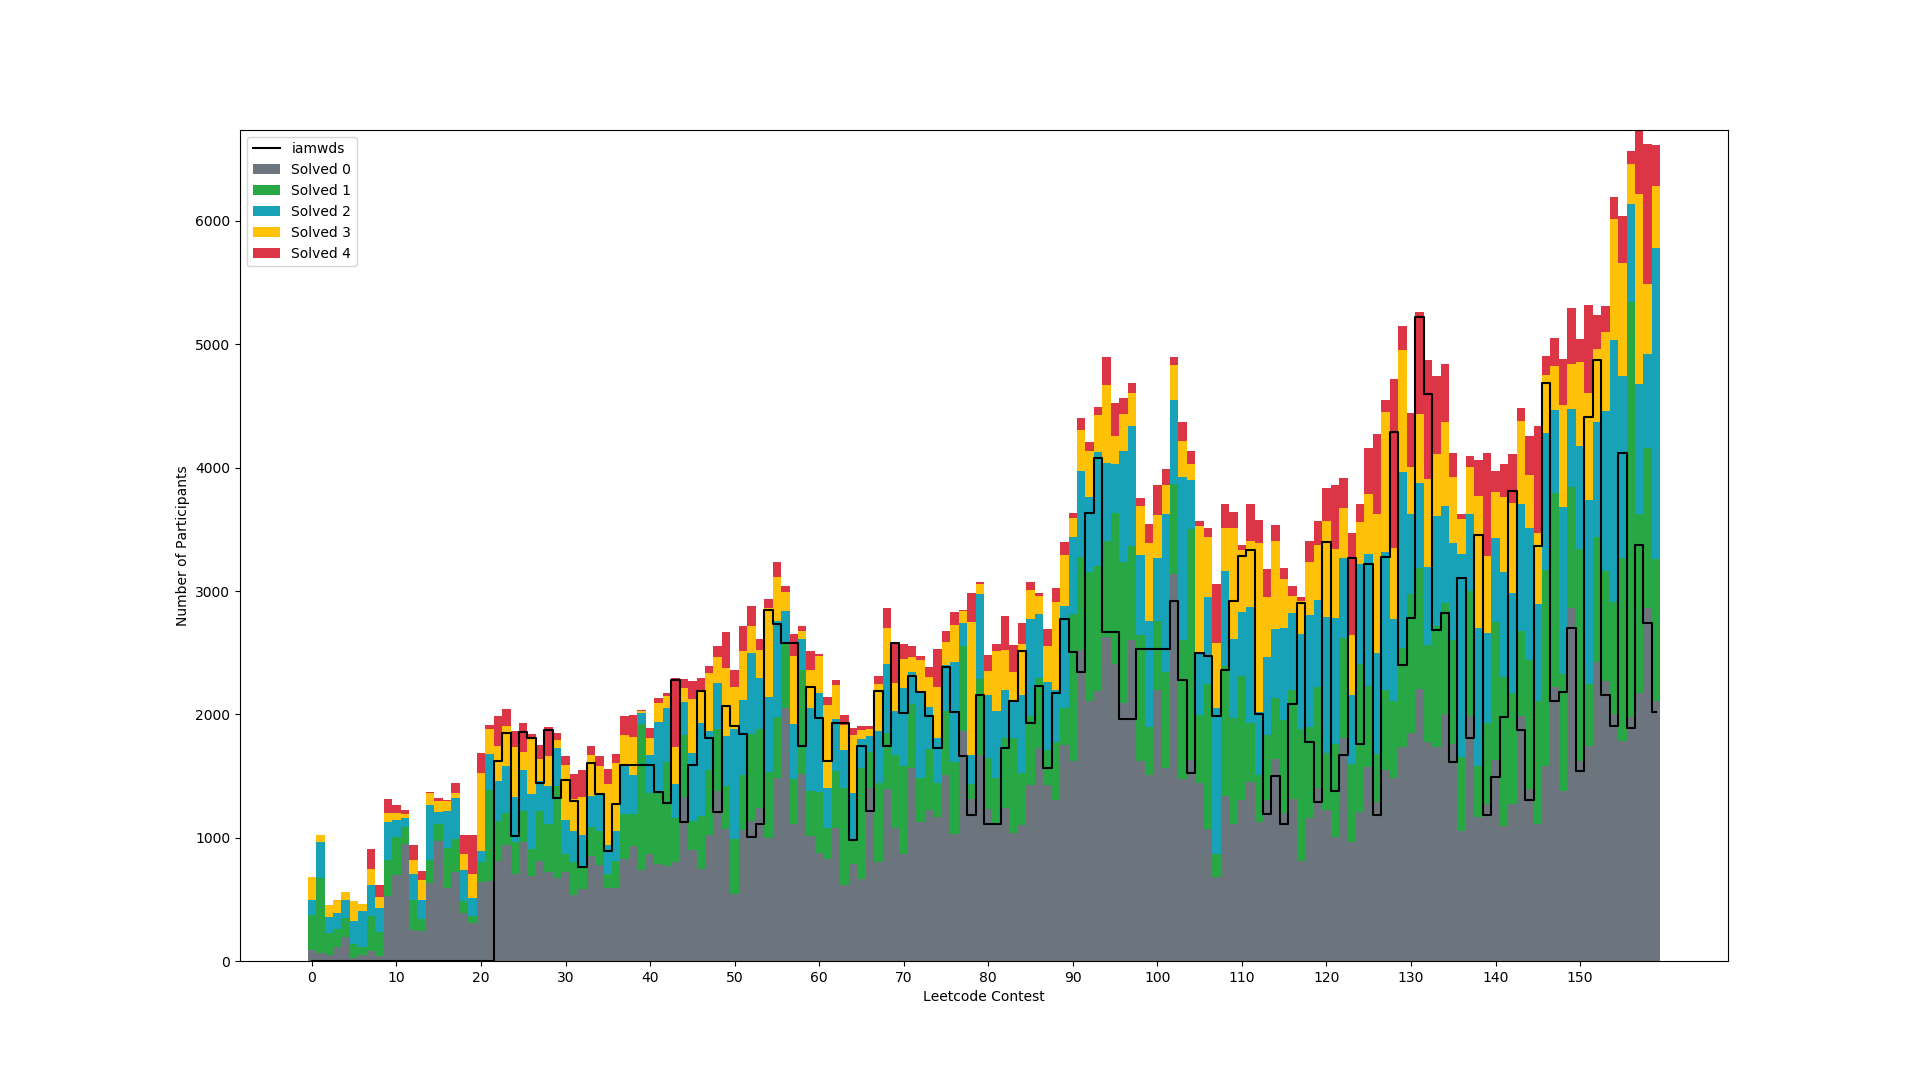 iamwds
Solved 0
Solved 1
Solved 2
Solved 3
Solved 4
6000
5000
4000
3000
2000
1000
0
Number of Participants
0 10 20 30 40 50 60 70 80 90 100 110 120 130 140 150
Leetcode Contest